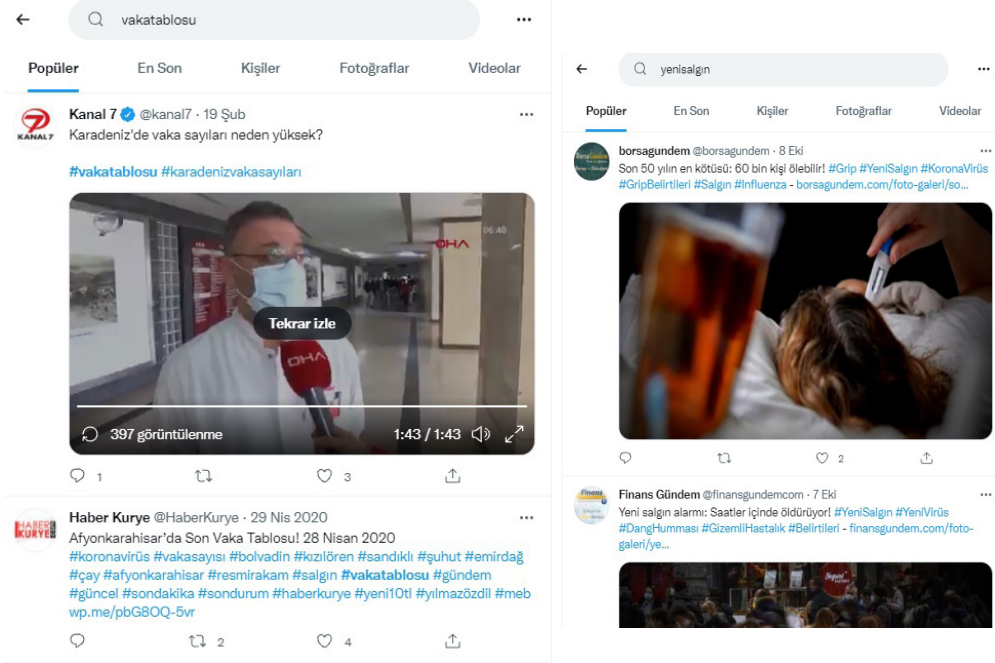 vakatablosu
Popüler
En Son
Kişiler
Fotoğraflar
Videolar
KANAL 7
Kanal 7 @kanal7 · 19 Şub
Karadeniz'de vaka sayıları neden yüksek?
#vakatablosu #karadenizvakasayıları
DHA
06:40
Tekrar izle
DHA
397 görüntülenme
1:43 / 1:43
1
3
HABER KURYE
Haber Kurye @HaberKurye · 29 Nis 2020
Afyonkarahisar'da Son Vaka Tablosu! 28 Nisan 2020
#koronavirüs #vakasayısı #bolvadin #kızılören #sandıklı #şuhut #emirdağ
#çay #afyonkarahisar #resmirakam #salgın #vakatablosu #gündem
#güncel #sondakika #sondurum #haberkurye #yeni10tl #yılmazözdil #meb
wp.me/pbG8OQ-5vr
2
4
yenisalgın
Popüler
En Son
Kişiler
Fotoğraflar
Videolar
borsagundem @borsagundem · 8 Eki
Son 50 yılın en kötüsü: 60 bin kişi ölebilir! #Grip #YeniSalgın #KoronaVirüs
#GripBelirtileri #Salgın #Influenza - borsagundem.com/foto-galeri/so...
2
Finans Gündem @finansgundemcom · 7 Eki
Yeni salgın alarmı: Saatler içinde öldürüyor! #YeniSalgın #YeniVirüs
#DangHumması #GizemliHastalık #Belirtileri - finansgundem.com/foto-
galeri/ye...